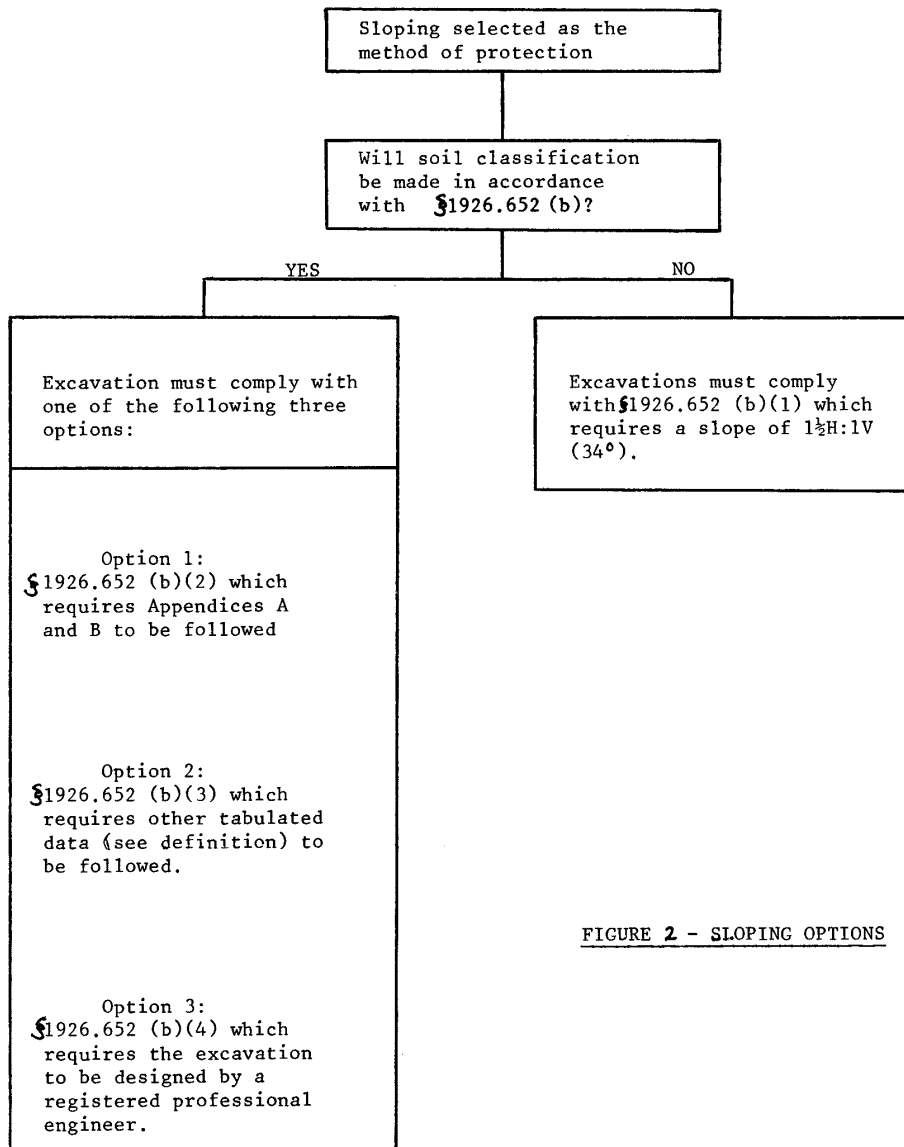 Sloping selected as the
method of protection
Will soil classification
be made in accordance
with §1926.652 (b)?
YES
NO
Excavation must comply with
one of the following three
options:
Excavations must comply
with §1926.652 (b)(1) which
requires a slope of 1½H:1V
(34°).
Option 1:
§1926.652 (b)(2) which
requires Appendices A
and B to be followed
Option 2:
§1926.652 (b)(3) which
requires other tabulated
data (see definition) to
be followed.
Option 3:
§1926.652 (b)(4) which
requires the excavation
to be designed by a
registered professional
engineer.
FIGURE 2 - SLOPING OPTIONS